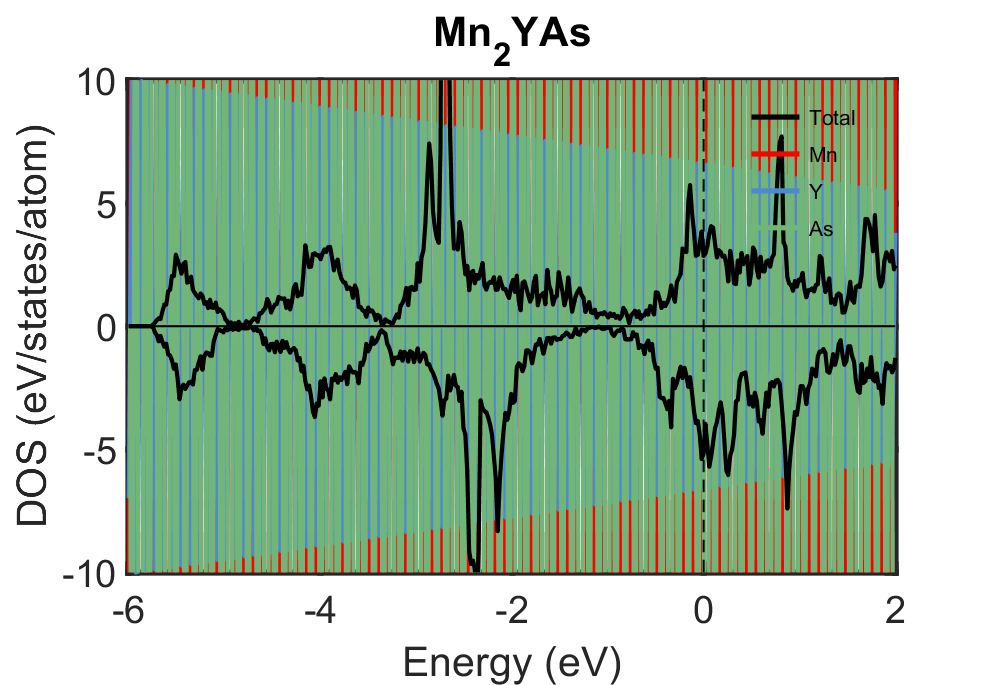 Mn2YAs
10
5
0
-5
-10
DOS (eV/states/atom)
Total
Mn
Y
As
-6
-4
-2
0
2
Energy (eV)